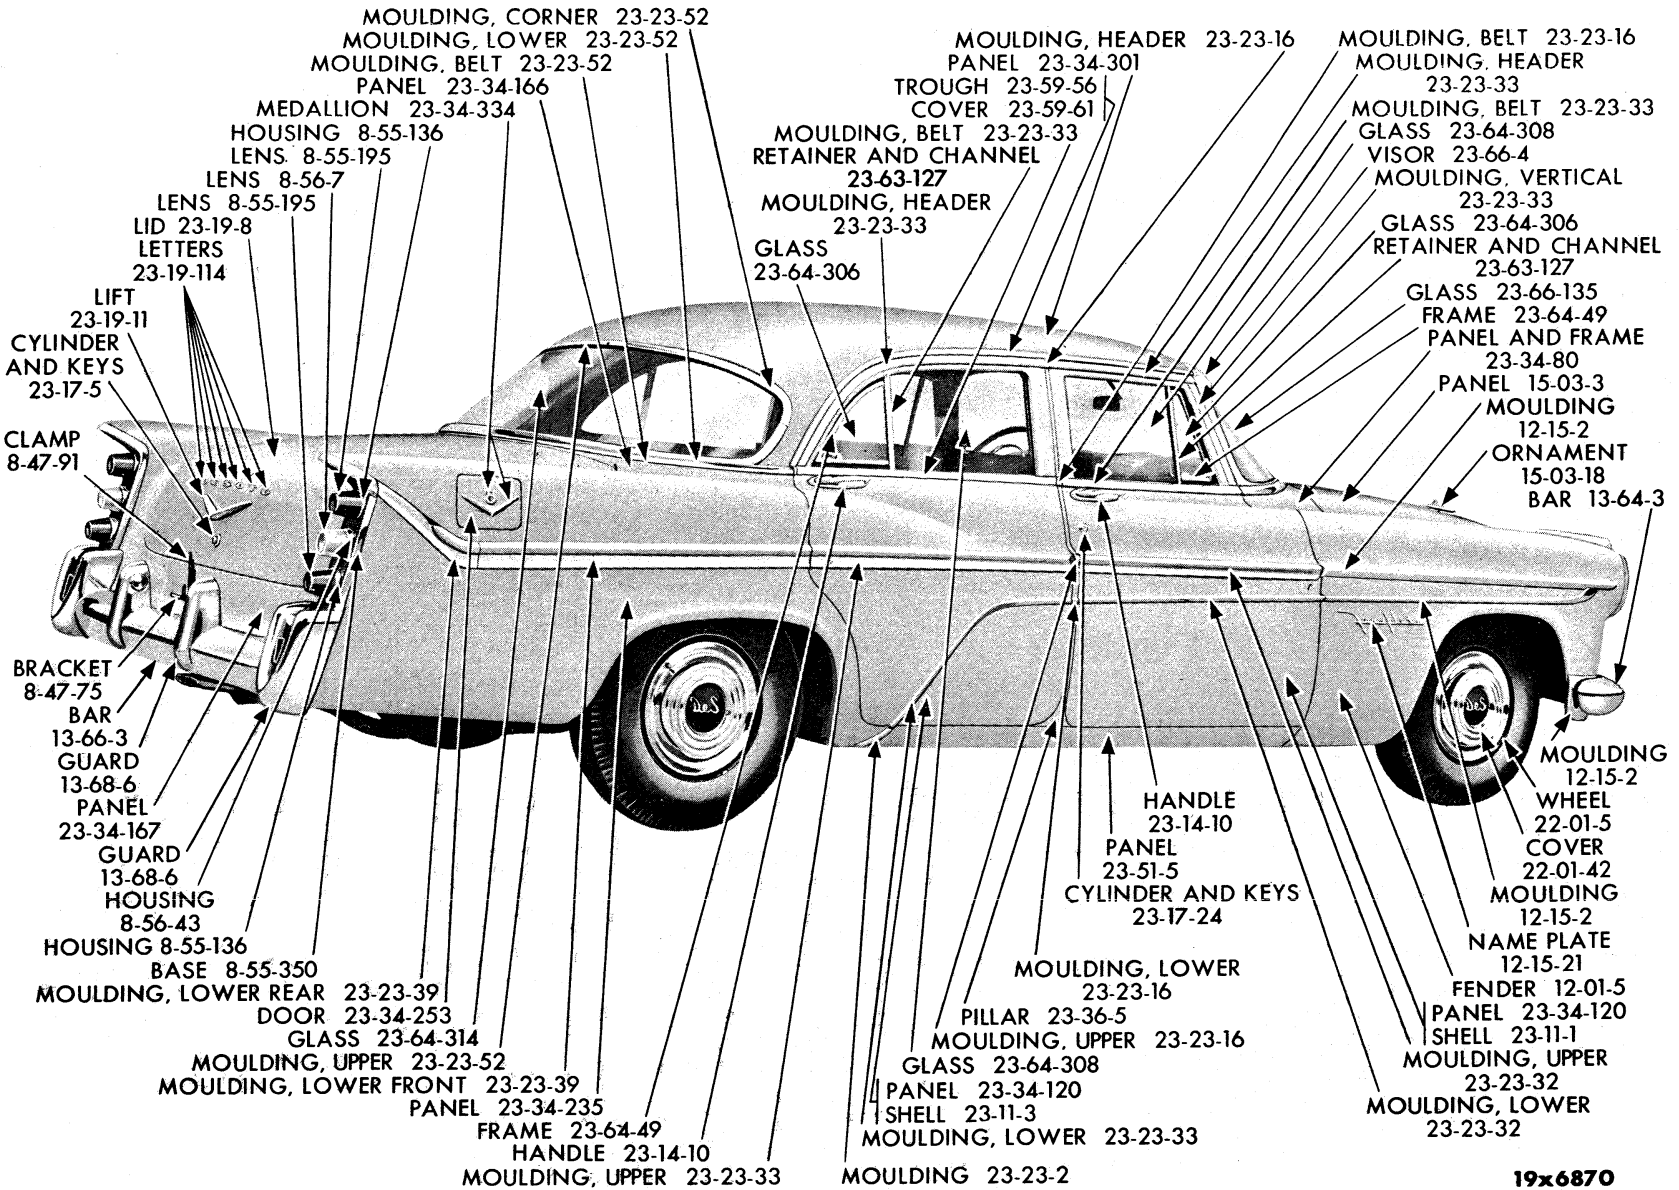 MOULDING, CORNER 23-23-52
MOULDING, LOWER 23-23-52
MOULDING, BELT 23-23-52
PANEL 23-34-166
MEDALLION 23-34-334
HOUSING 8-55-136
LENS 8-55-195
LENS 8-56-7
LENS 8-55-195
LID 23-19-8
LETTERS
23-19-114
LIFT
23-19-11
CYLINDER
AND KEYS
23-17-5
CLAMP
8-47-91
BRACKET
8-47-75
BAR
13-66-3
GUARD
13-68-6
PANEL
23-34-167
GUARD
13-68-6
HOUSING
8-56-43
HOUSING 8-55-136
BASE 8-55-350
MOULDING, LOWER REAR 23-23-39
DOOR 23-34-253
GLASS 23-64-314
MOULDING, UPPER 23-23-52
MOULDING, LOWER FRONT 23-23-39
PANEL 23-34-235
FRAME 23-64-49
HANDLE 23-14-10
MOULDING, UPPER 23-23-33
MOULDING, HEADER 23-23-16
PANEL 23-34-301
TROUGH 23-59-56
COVER 23-59-61
MOULDING, BELT 23-23-33
RETAINER AND CHANNEL
23-63-127
MOULDING, HEADER
23-23-33
GLASS
23-64-306
MOULDING, BELT 23-23-16
MOULDING, HEADER
23-23-33
MOULDING, BELT 23-23-33
GLASS 23-64-308
VISOR 23-66-4
MOULDING, VERTICAL
23-23-33
GLASS 23-64-306
RETAINER AND CHANNEL
23-63-127
GLASS 23-66-135
FRAME 23-64-49
PANEL AND FRAME
23-34-80
PANEL 15-03-3
MOULDING
12-15-2
ORNAMENT
15-03-18
BAR 13-64-3
MOULDING
12-15-2
WHEEL
22-01-5
COVER
22-01-42
MOULDING
12-15-2
NAME PLATE
12-15-21
FENDER 12-01-5
PANEL 23-34-120
SHELL 23-11-1
MOULDING, UPPER
23-23-32
MOULDING, LOWER
23-23-32
HANDLE
23-14-10
PANEL
23-51-5
CYLINDER AND KEYS
23-17-24
MOULDING, LOWER
23-23-16
PILLAR 23-36-5
MOULDING, UPPER 23-23-16
GLASS 23-64-308
PANEL 23-34-120
SHELL 23-11-3
MOULDING, LOWER 23-23-33
MOULDING 23-23-2
19x6870